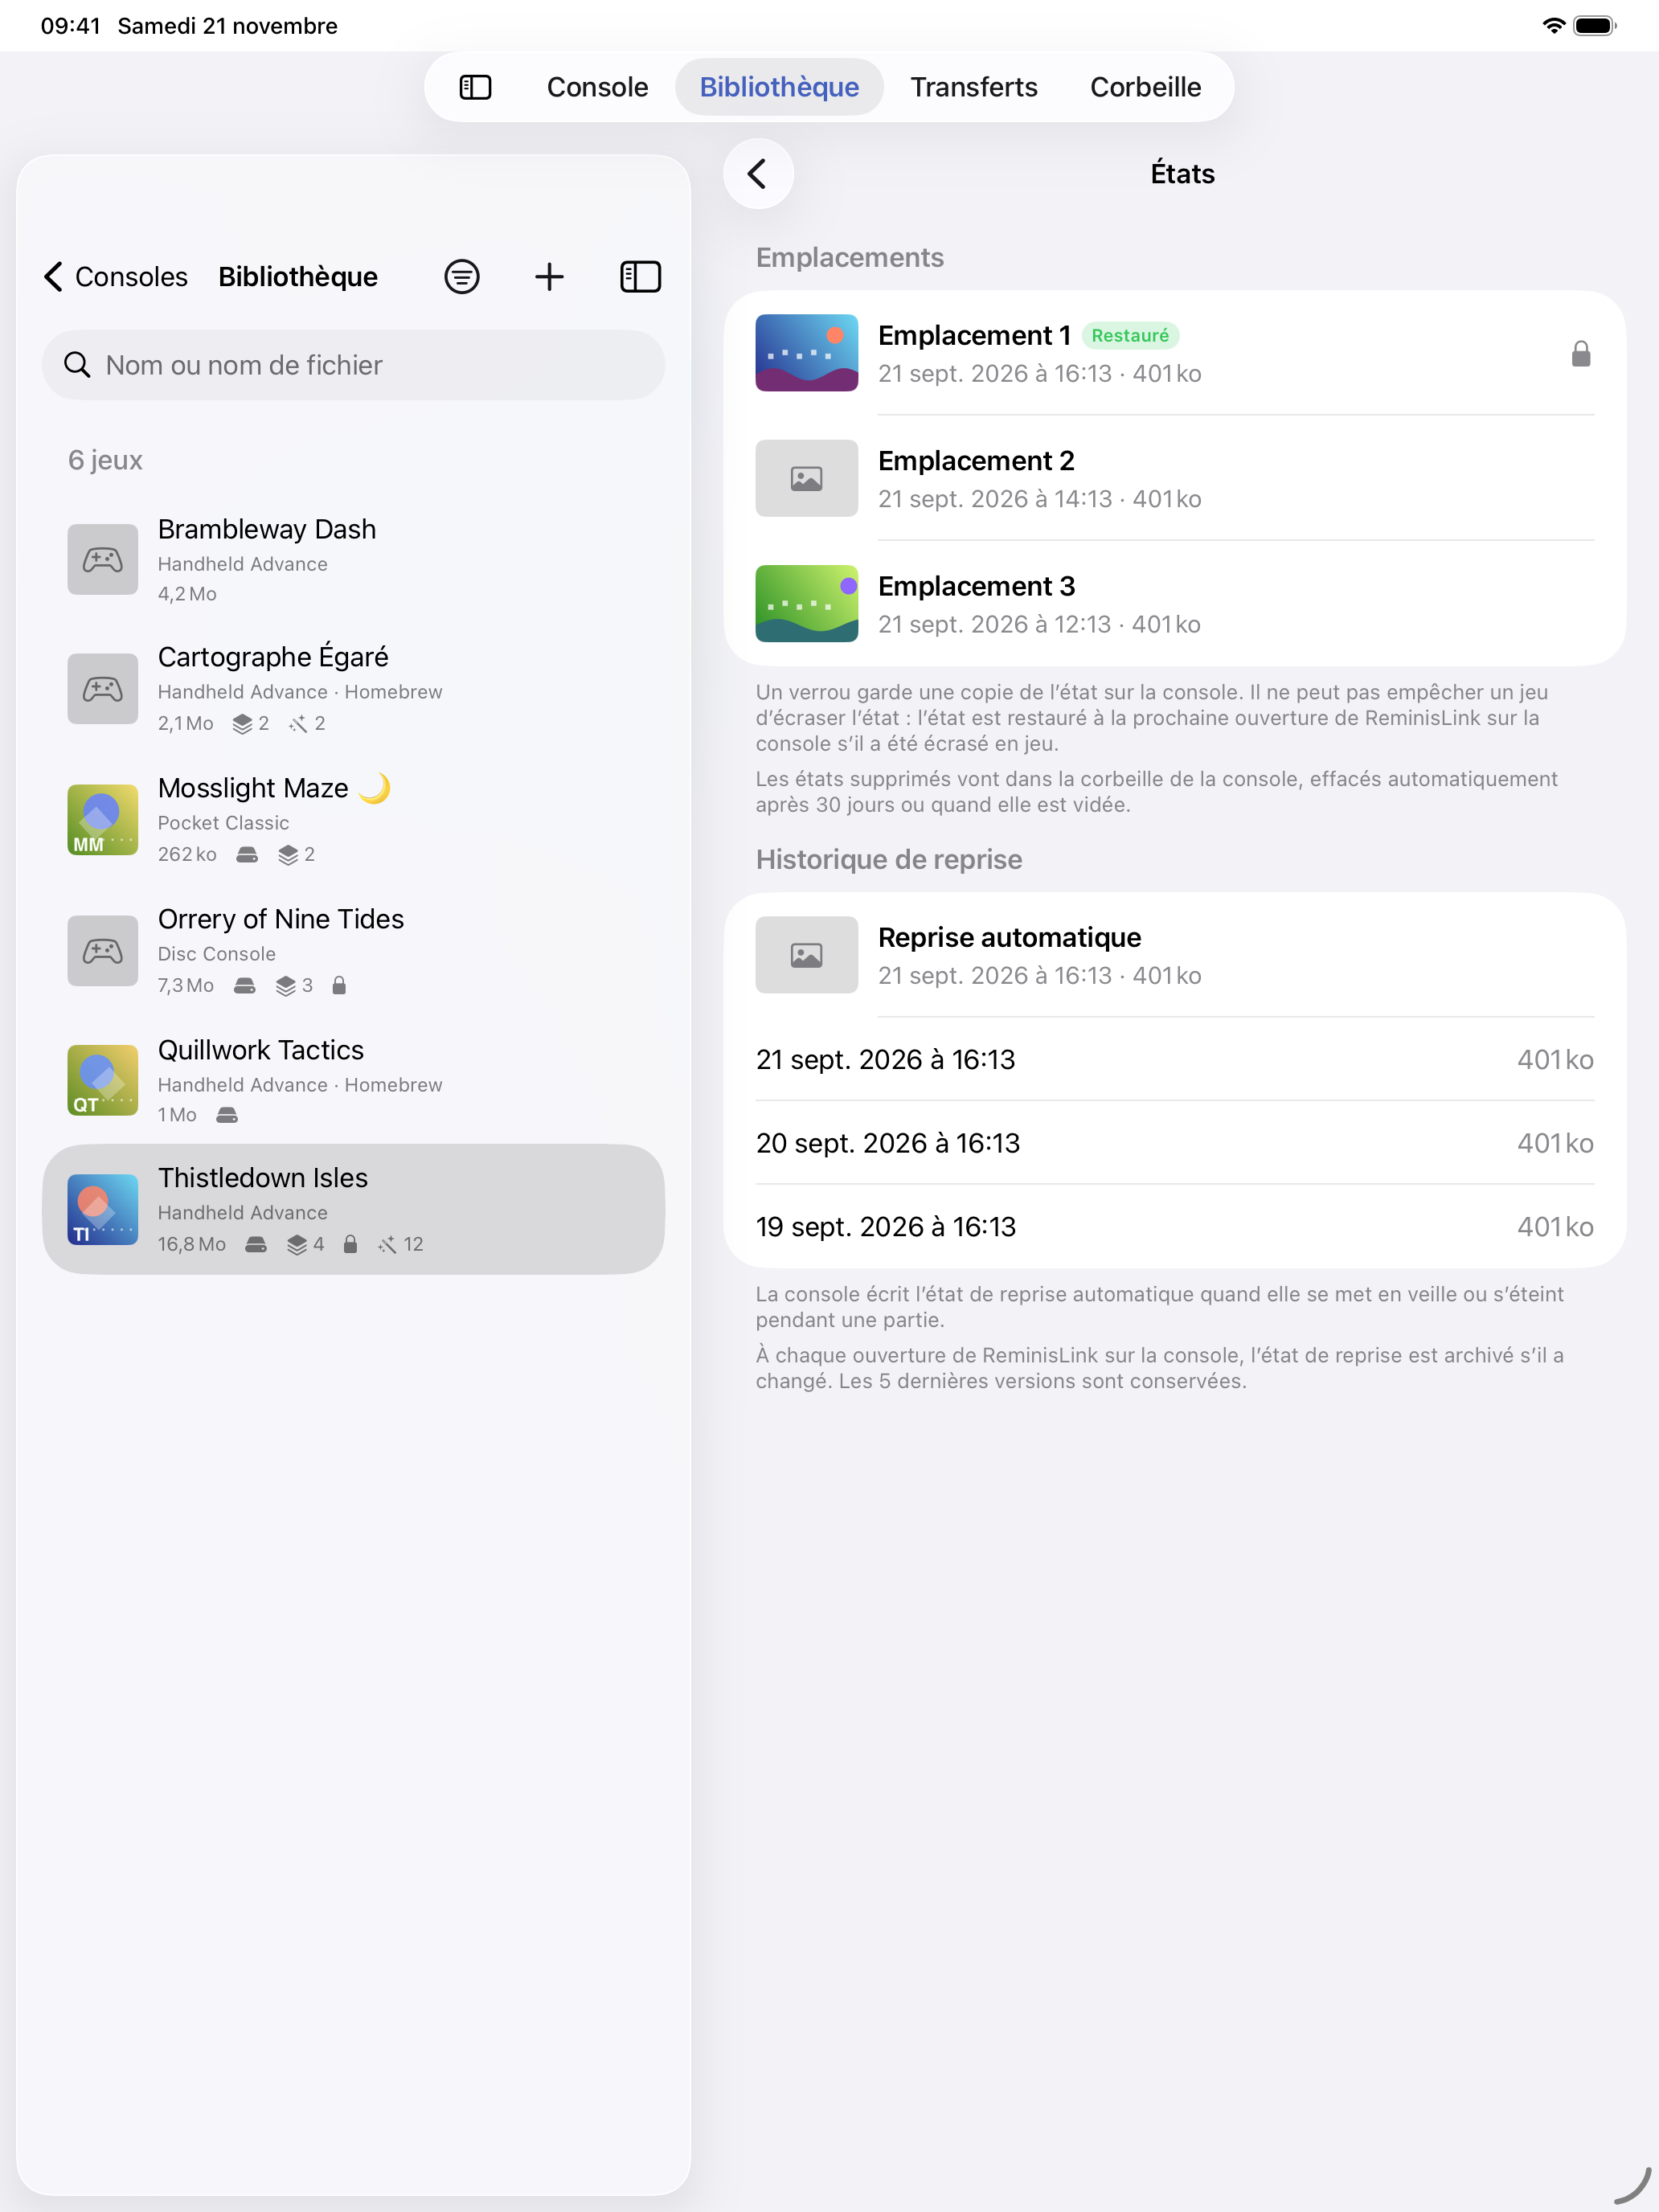 09:41 Samedi 21 novembre
Console Bibliothèque Transferts Corbeille
Consoles Bibliothèque
Nom ou nom de fichier
6 jeux
Brambleway Dash
Handheld Advance
4,2 Mo
Cartographe Égaré
Handheld Advance · Homebrew
2,1 Mo 2 2
Mosslight Maze 🌙
Pocket Classic
262 ko 2
MM
Orrery of Nine Tides
Disc Console
7,3 Mo 3
Quillwork Tactics
Handheld Advance · Homebrew
1 Mo
QT
Thistledown Isles
Handheld Advance
16,8 Mo 4 12
TI
États
Emplacements
Emplacement 1 Restauré
21 sept. 2026 à 16:13 · 401 ko
Emplacement 2
21 sept. 2026 à 14:13 · 401 ko
Emplacement 3
21 sept. 2026 à 12:13 · 401 ko
Un verrou garde une copie de l’état sur la console. Il ne peut pas empêcher un jeu
d’écraser l’état : l’état est restauré à la prochaine ouverture de ReminisLink sur la
console s’il a été écrasé en jeu.
Les états supprimés vont dans la corbeille de la console, effacés automatiquement
après 30 jours ou quand elle est vidée.
Historique de reprise
Reprise automatique
21 sept. 2026 à 16:13 · 401 ko
21 sept. 2026 à 16:13 401 ko
20 sept. 2026 à 16:13 401 ko
19 sept. 2026 à 16:13 401 ko
La console écrit l’état de reprise automatique quand elle se met en veille ou s’éteint
pendant une partie.
À chaque ouverture de ReminisLink sur la console, l’état de reprise est archivé s’il a
changé. Les 5 dernières versions sont conservées.